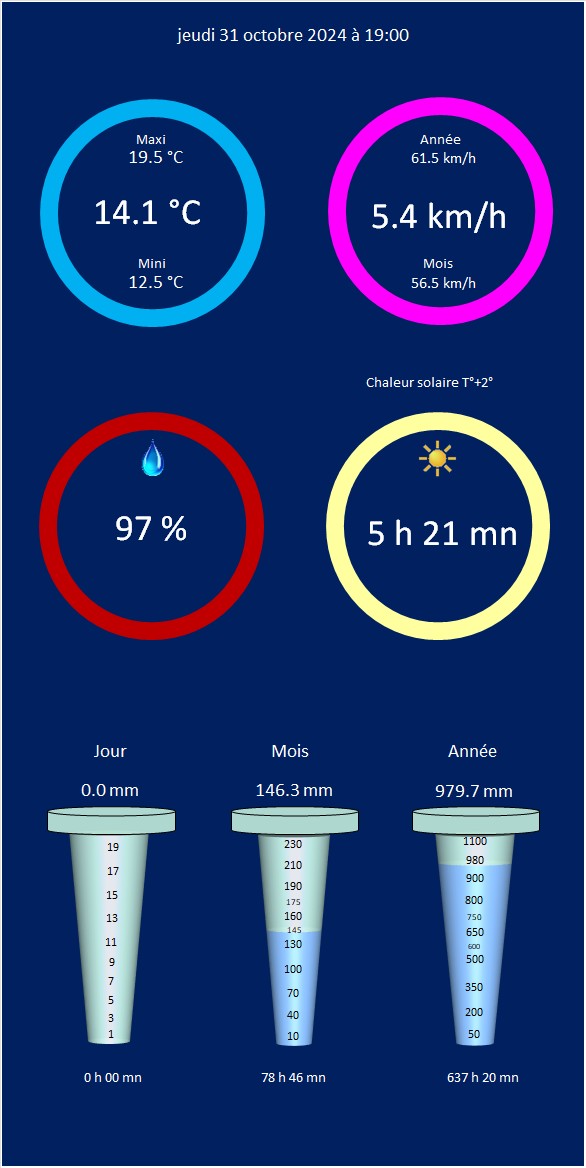 jeudi 31 octobre 2024 à 19:00
Maxi
19.5 °C
14.1 °C
Mini
12.5 °C
Année
61.5 km/h
5.4 km/h
Mois
56.5 km/h
Chaleur solaire T°+2°
97 %
5 h 21 mn
Jour
0.0 mm
19
17
15
13
11
9
7
5
3
1
0 h 00 mn
Mois
146.3 mm
230
210
190
175
160
145
130
100
70
40
10
78 h 46 mn
Année
979.7 mm
1100
980
900
800
750
650
600
500
350
200
50
637 h 20 mn